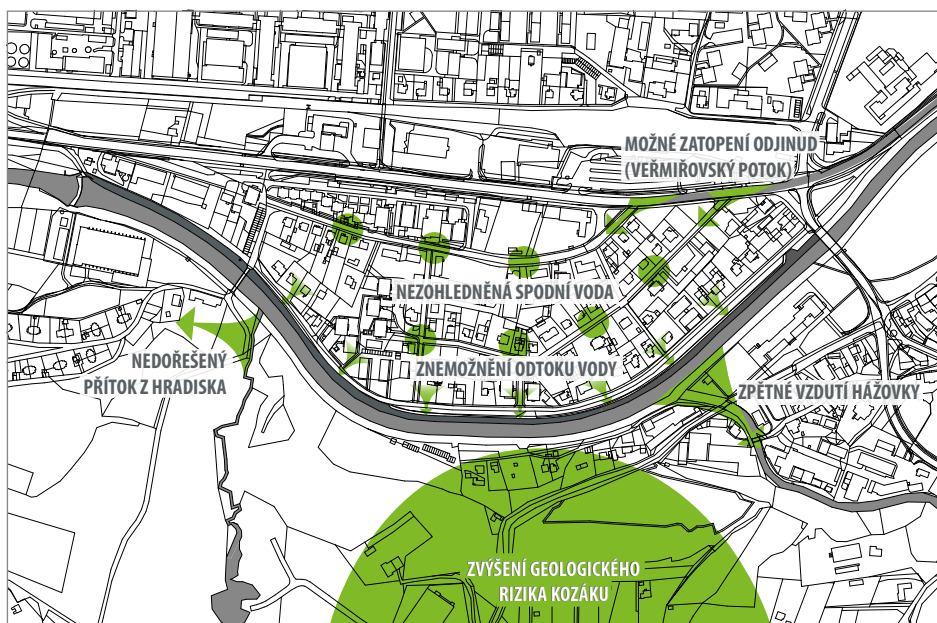 MOŽNÉ ZATOPENÍ ODJINUD
(VEŘMIŘOVSKÝ POTOK)
NEZOHLEDNĚNÁ SPODNÍ VODA
NEDOŘEŠENÝ
PŘÍTOK Z HRADISKA
ZNEMOŽNĚNÍ ODTOKU VODY
ZPĚTNÉ VZDUTÍ HÁŽOVKY
ZVÝŠENÍ GEOLOGICKÉHO
RIZIKA KOZÁKU